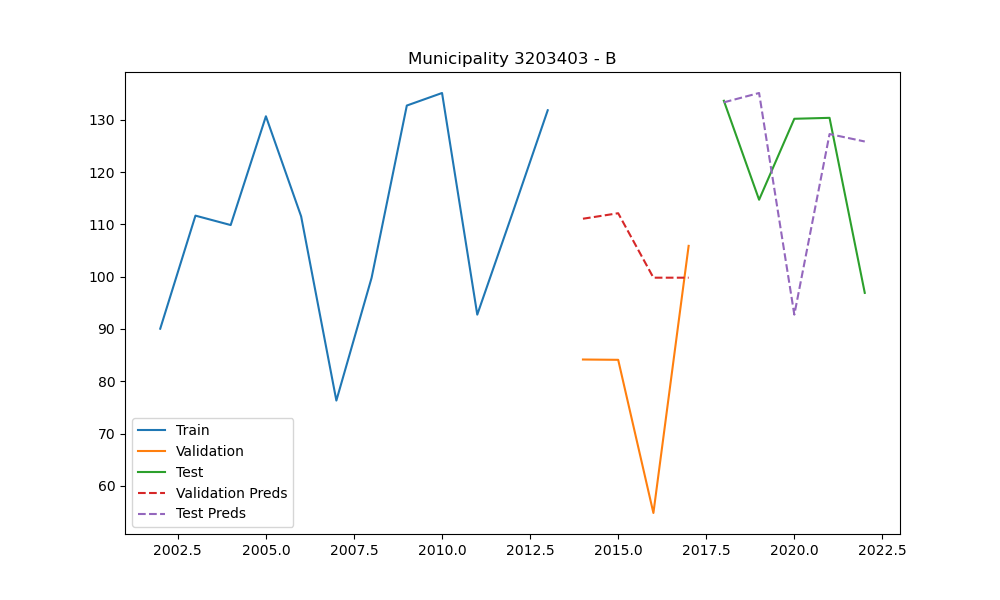 Municipality 3203403 - B
130
120
110
100
90
80
70
60
Train
Validation
Test
Validation Preds
Test Preds
2002.5 2005.0 2007.5 2010.0 2012.5 2015.0 2017.5 2020.0 2022.5